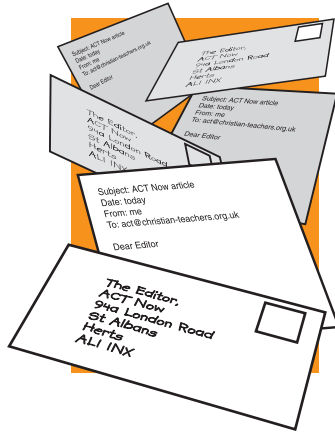 Subject: ACT Now article
Date: today
From: me
To: act@christian-teachers.org.uk
Dear Editor
The Editor,
ACT Now
94a London Road
St Albans
Herts
AL1 1NX
Subject: ACT Now article
Date: today
From: me
To: act@christian-teachers.org.uk
Dear Editor
The Editor,
ACT Now
94a London Road
St Albans
Herts
AL1 1NX
Subject: ACT Now article
Date: today
From: me
To: act@christian-teachers.org.uk
Dear Editor
The Editor,
ACT Now
94a London Road
St Albans
Herts
AL1 1NX